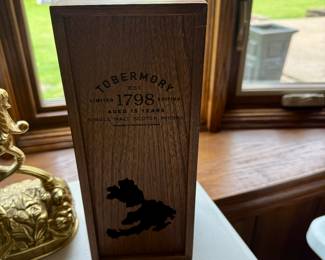 TOBERMORY
EST.
LIMITED 1798 EDITION
AGED 15 YEARS
SINGLE MALT SCOTCH WHISKY